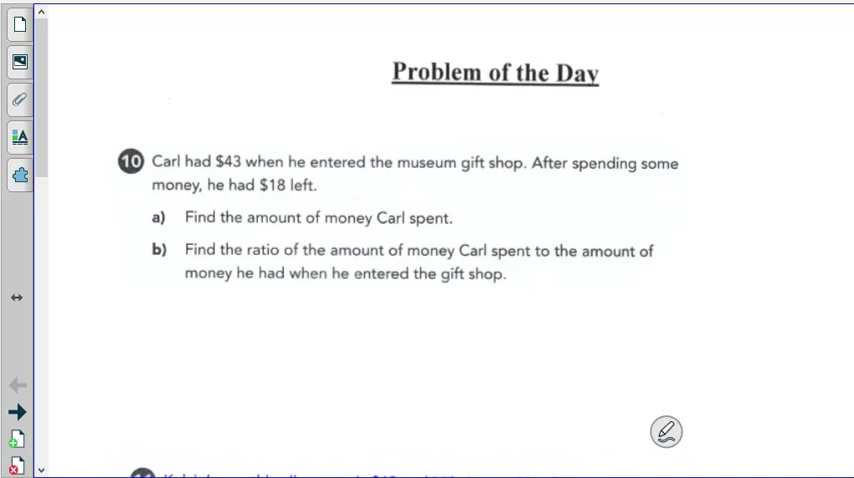 Problem of the Day
10 Carl had $43 when he entered the museum gift shop. After spending some
money, he had $18 left.
a) Find the amount of money Carl spent.
b) Find the ratio of the amount of money Carl spent to the amount of
money he had when he entered the gift shop.